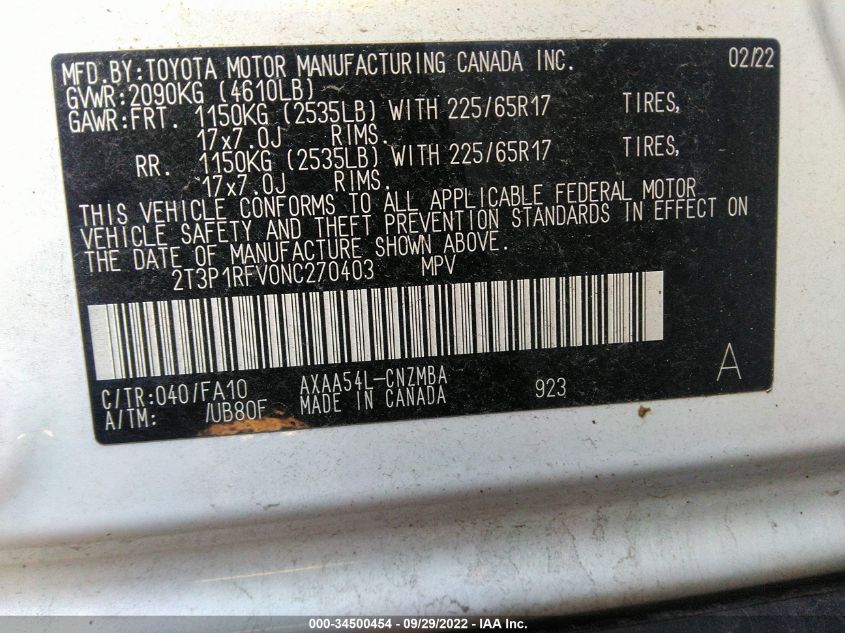 MFD.BY:TOYOTA MOTOR MANUFACTURING CANADA INC. 02/22
GVWR:2090KG (4610LB)
GAWR:FRT. 1150KG (2535LB) WITH 225/65R17 TIRES,
17x7.0J RIMS.
RR. 1150KG (2535LB) WITH 225/65R17 TIRES,
17x7.0J RIMS.
THIS VEHICLE CONFORMS TO ALL APPLICABLE FEDERAL MOTOR
VEHICLE SAFETY AND THEFT PREVENTION STANDARDS IN EFFECT ON
THE DATE OF MANUFACTURE SHOWN ABOVE.
2T3P1RFV0NC270403 MPV
C/TR:040/FA10 AXAA54L-CNZMBA 923 A
A/TM: /UB80F MADE IN CANADA
000-34500454 - 09/29/2022 - IAAI.COM